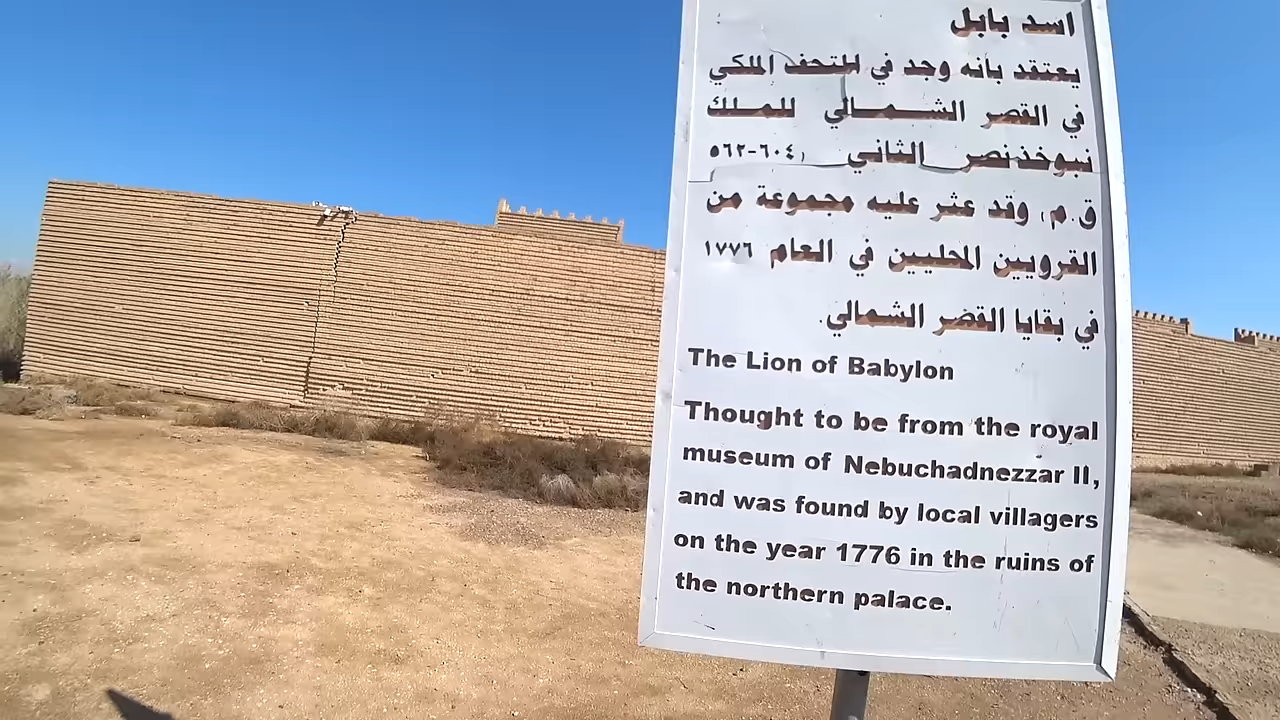 اسد بابل
يعتقد بانه وجد في المتحف الملكي
في القصر الشمالي للملك
نبوخذنصر الثاني (٦٠٤-٥٦٢
ق.م) وقد عثر عليه مجموعة من
القرويين المحليين في العام ١٧٧٦
في بقايا القصر الشمالي.
The Lion of Babylon
Thought to be from the royal
museum of Nebuchadnezzar II,
and was found by local villagers
on the year 1776 in the ruins of
the northern palace.